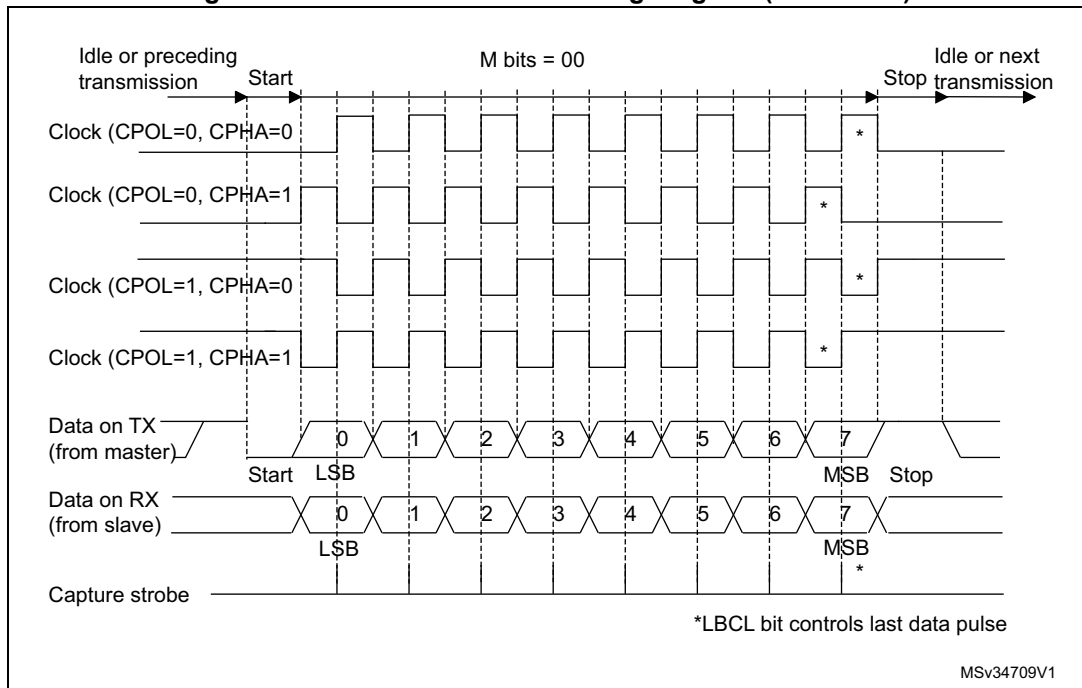 Idle or preceding
transmission
Start
M bits = 00
Stop
Idle or next
transmission
Clock (CPOL=0, CPHA=0
*
Clock (CPOL=0, CPHA=1
*
Clock (CPOL=1, CPHA=0
*
Clock (CPOL=1, CPHA=1
*
Data on TX
(from master)
0 1 2 3 4 5 6 7
Start LSB MSB Stop
Data on RX
(from slave)
0 1 2 3 4 5 6 7
LSB MSB
*
Capture strobe
*LBCL bit controls last data pulse
MSv34709V1